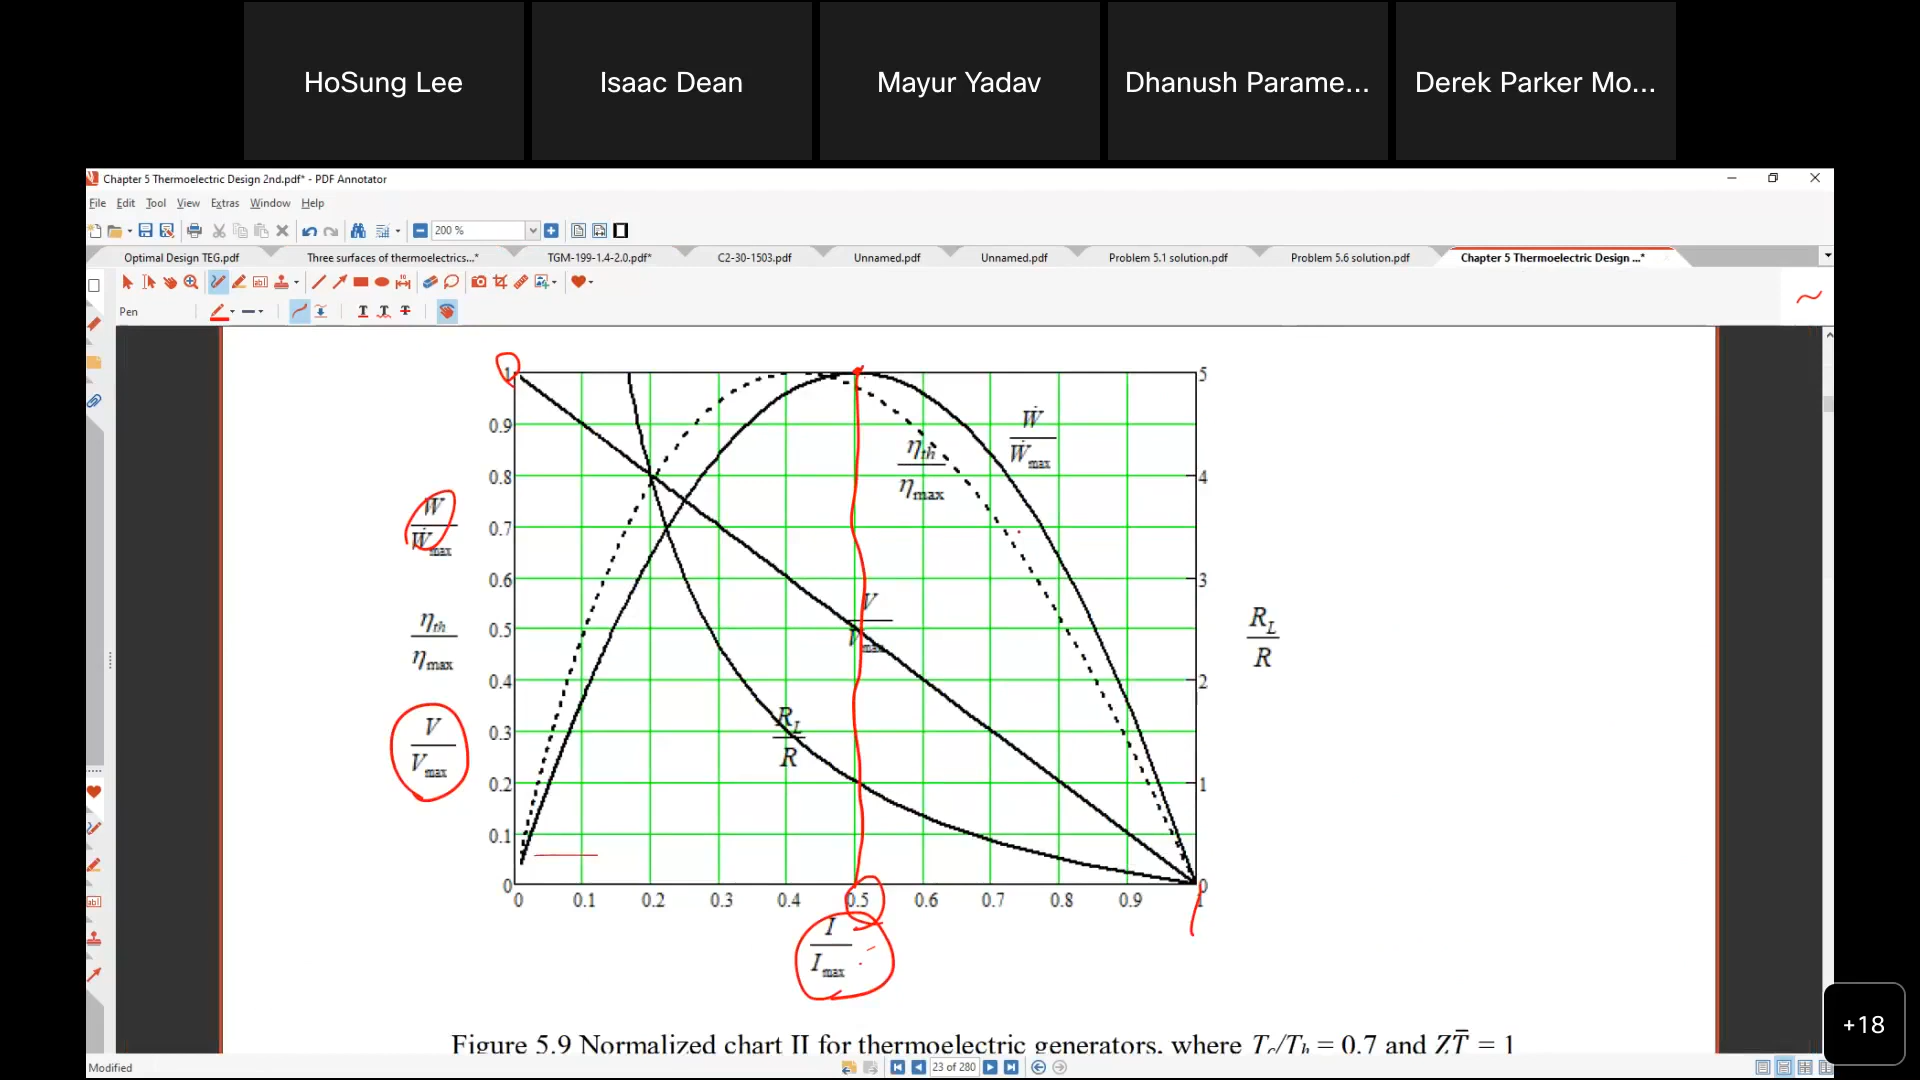 HoSung Lee
Isaac Dean
Mayur Yadav
Dhanush Parame...
Derek Parker Mo...
Chapter 5 Thermoelectric Design 2nd.pdf* - PDF Annotator
File Edit Tool View Extras Window Help
200 %
Optimal Design TEG.pdf
Three surfaces of thermoelectrics...*
TGM-199-1.4-2.0.pdf*
C2-30-1503.pdf
Unnamed.pdf
Unnamed.pdf
Problem 5.1 solution.pdf
Problem 5.6 solution.pdf
Chapter 5 Thermoelectric Design ...*
Pen
1 5
Ẇ
Ẇmax
0.9
ηth
ηmax
0.8 4
Ẇ
Ẇmax
0.7
0.6 3
V
Vmax
ηth
ηmax
0.5
RL
R
0.4 2
RL
R
V
Vmax
0.3
0.2 1
0.1
0 0
0 0.1 0.2 0.3 0.4 0.5 0.6 0.7 0.8 0.9 1
I
Imax
Figure 5.9 Normalized chart II for thermoelectric generators, where Tc/Th = 0.7 and ZT̅ = 1
+18
Modified
23 of 280